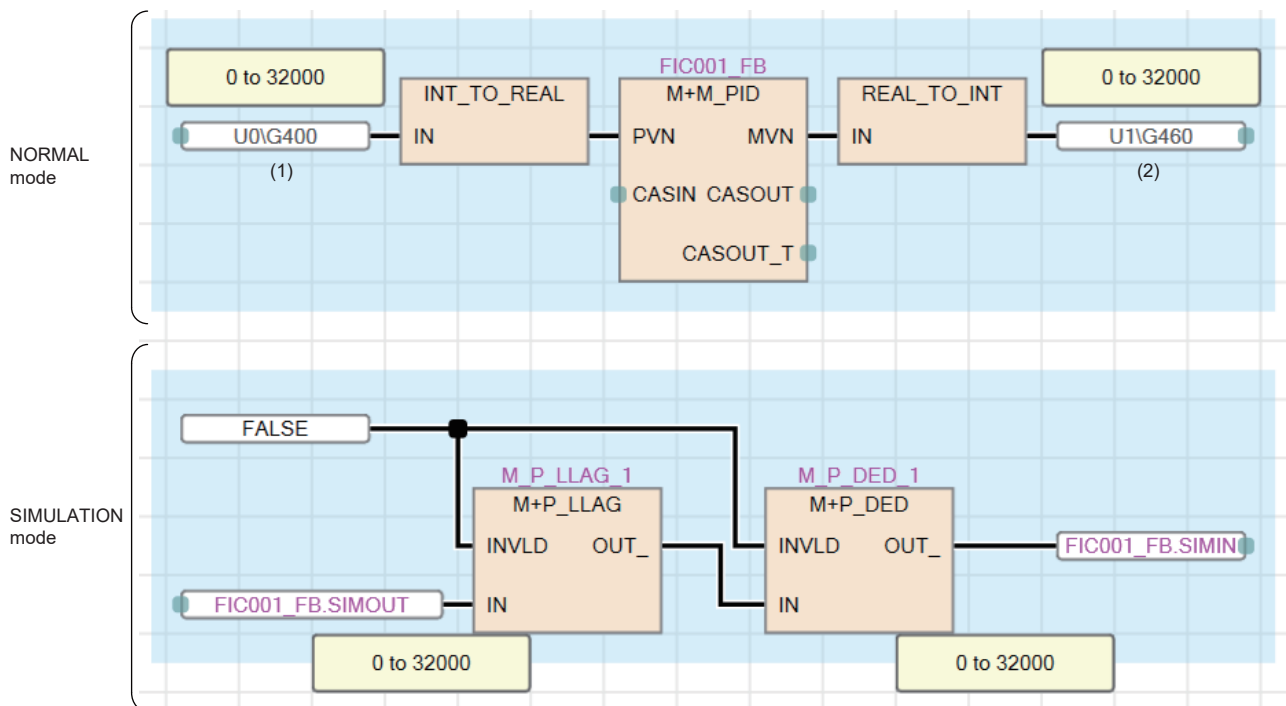 NORMAL
mode
0 to 32000
U0\G400
(1)
INT_TO_REAL
IN
FIC001_FB
M+M_PID
PVN MVN
CASIN CASOUT
CASOUT_T
REAL_TO_INT
IN
0 to 32000
U1\G460
(2)
SIMULATION
mode
FALSE
FIC001_FB.SIMOUT
M_P_LLAG_1
M+P_LLAG
INVLD OUT_
IN
0 to 32000
M_P_DED_1
M+P_DED
INVLD OUT_
IN
0 to 32000
FIC001_FB.SIMIN